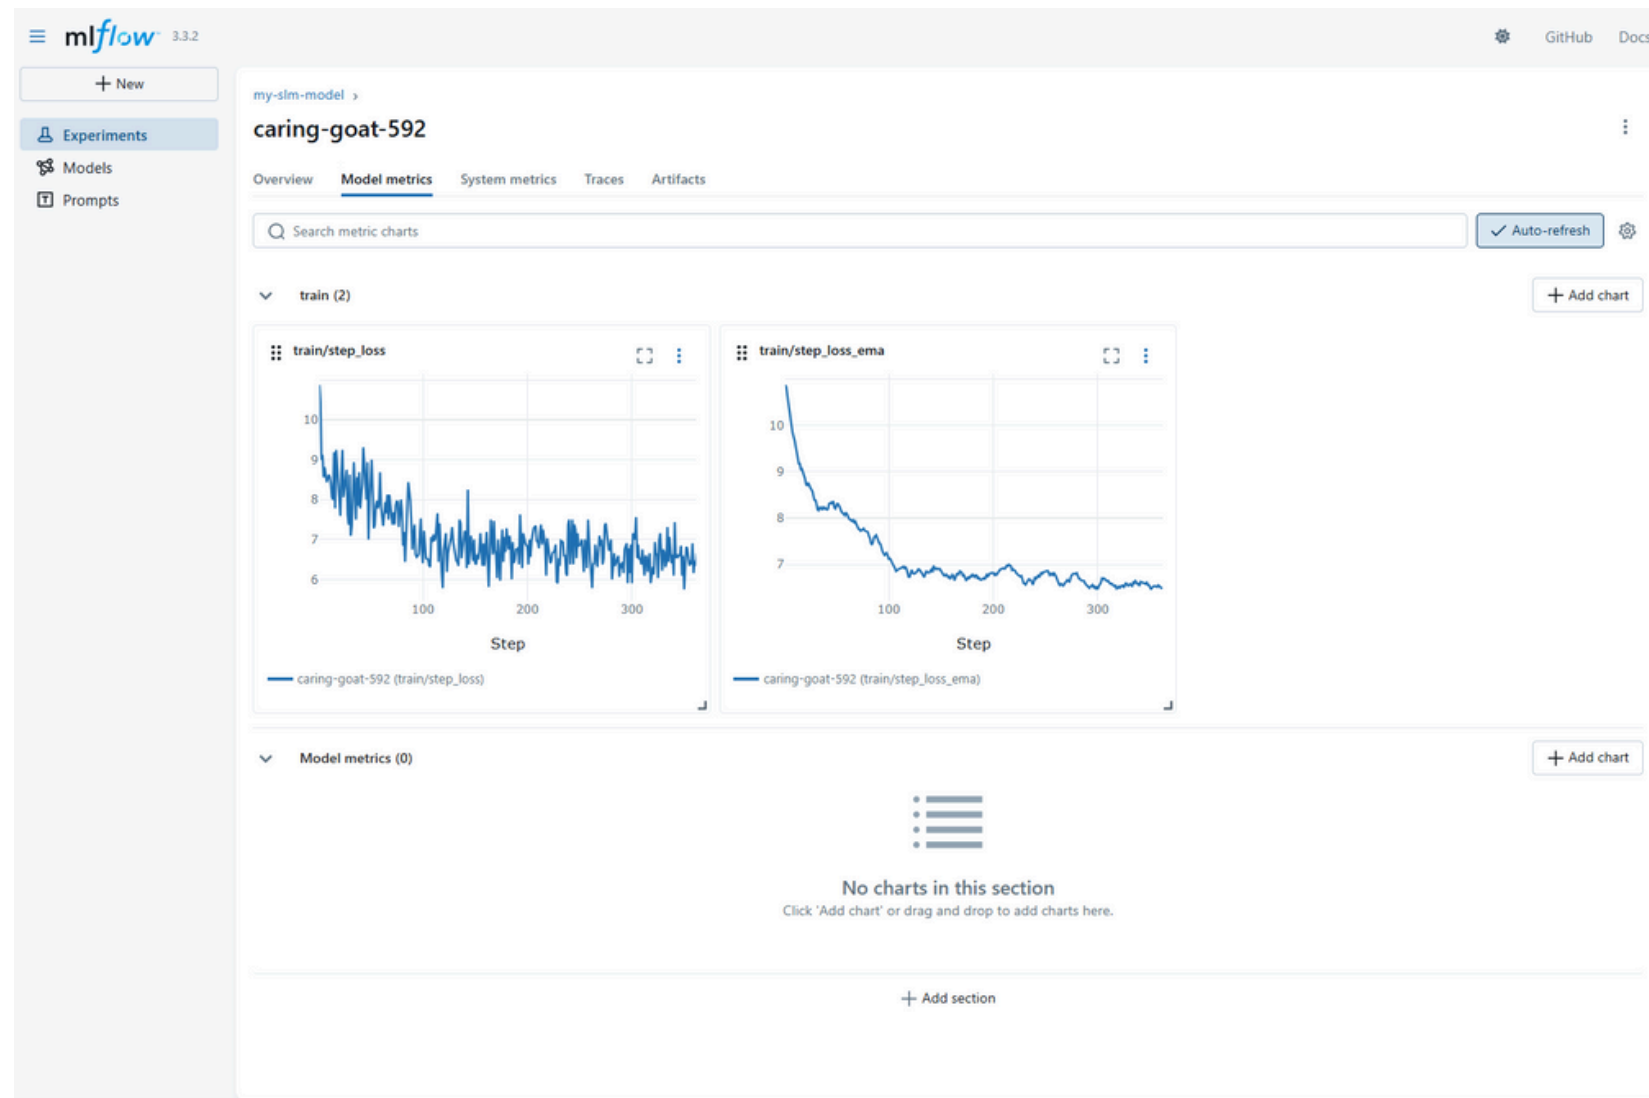 mlflow 3.3.2
GitHub
Docs
New
Experiments
Models
Prompts
my-slm-model
caring-goat-592
Overview Model metrics System metrics Traces Artifacts
Search metric charts
Auto-refresh
train (2)
Add chart
train/step_loss
10
9
8
7
6
100 200 300
Step
caring-goat-592 (train/step_loss)
train/step_loss_ema
10
9
8
7
100 200 300
Step
caring-goat-592 (train/step_loss_ema)
Model metrics (0)
Add chart
No charts in this section
Click 'Add chart' or drag and drop to add charts here.
Add section